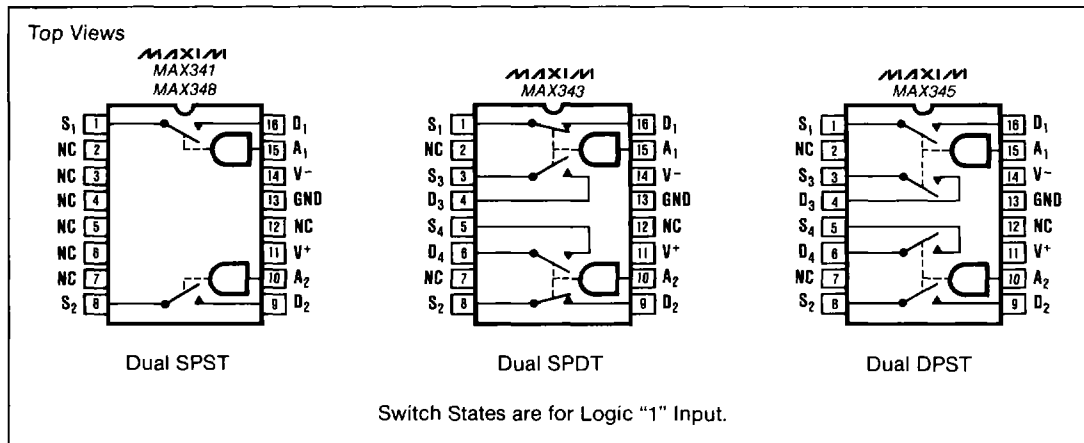 Top Views
MAXIM
MAX341
MAX348
S1 1 16 D1
NC 2 15 A1
NC 3 14 V-
NC 4 13 GND
NC 5 12 NC
NC 6 11 V+
NC 7 10 A2
S2 8 9 D2
Dual SPST
MAXIM
MAX343
S1 1 16 D1
NC 2 15 A1
S3 3 14 V-
D3 4 13 GND
S4 5 12 NC
D4 6 11 V+
NC 7 10 A2
S2 8 9 D2
Dual SPDT
MAXIM
MAX345
S1 1 16 D1
NC 2 15 A1
S3 3 14 V-
D3 4 13 GND
S4 5 12 NC
D4 6 11 V+
NC 7 10 A2
S2 8 9 D2
Dual DPST
Switch States are for Logic “1” Input.